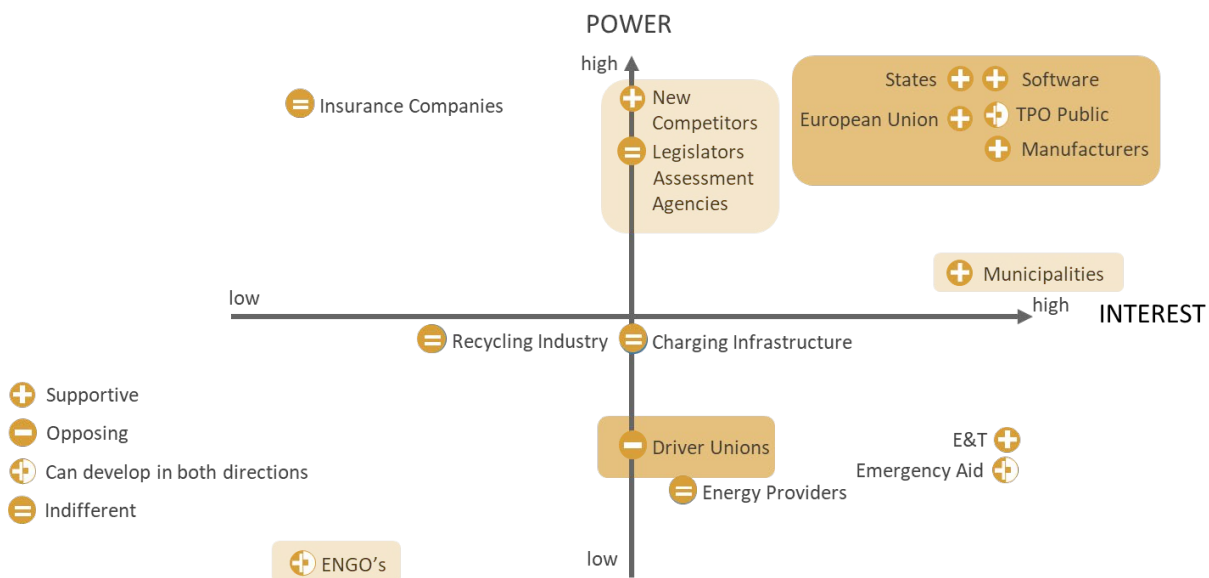 POWER
high
Insurance Companies
New
Competitors
Legislators
Assessment
Agencies
States
Software
European Union
TPO Public
Manufacturers
Municipalities
low
high
INTEREST
Recycling Industry
Charging Infrastructure
Supportive
Opposing
Can develop in both directions
Indifferent
Driver Unions
Energy Providers
E&T
Emergency Aid
ENGO's
low